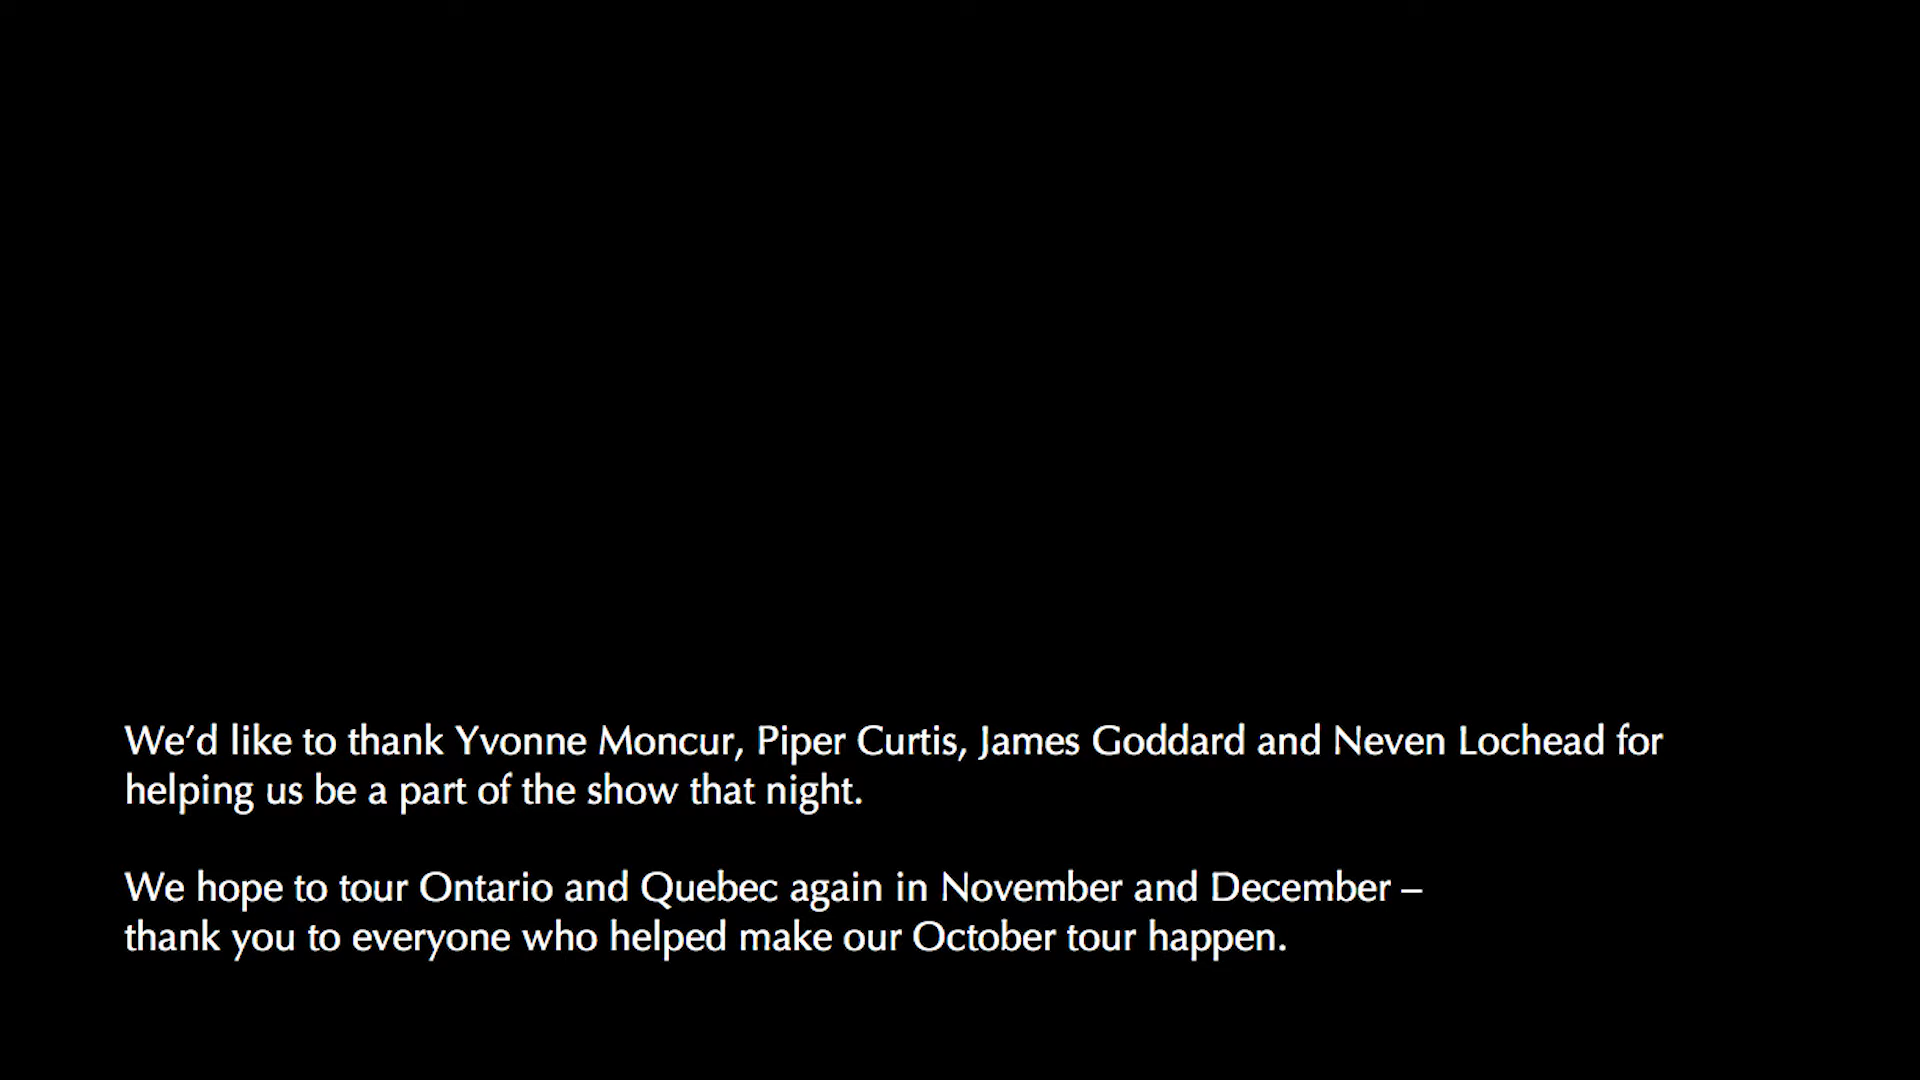 We’d like to thank Yvonne Moncur, Piper Curtis, James Goddard and Neven Lochead for
helping us be a part of the show that night.
We hope to tour Ontario and Quebec again in November and December –
thank you to everyone who helped make our October tour happen.